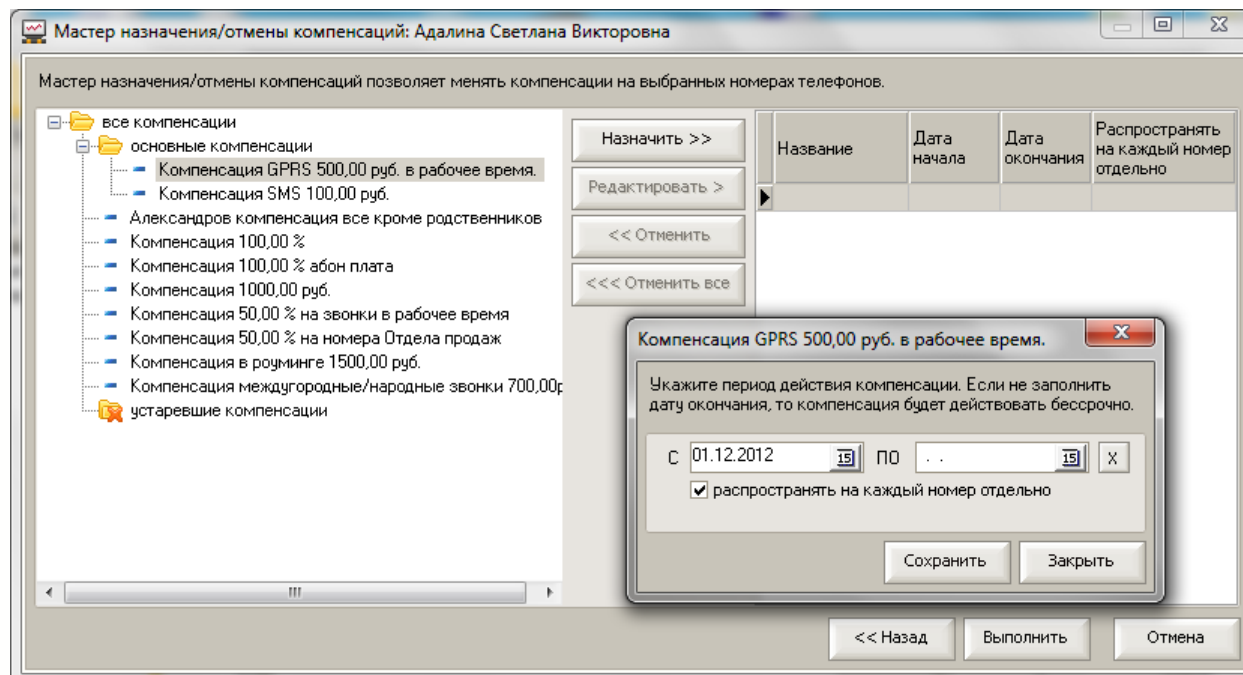 Мастер назначения/отмены компенсаций: Адалина Светлана Викторовна
Мастер назначения/отмены компенсаций позволяет менять компенсации на выбранных номерах телефонов.
все компенсации
основные компенсации
Компенсация GPRS 500,00 руб. в рабочее время.
Компенсация SMS 100,00 руб.
Александров компенсация все кроме родственников
Компенсация 100,00 %
Компенсация 100,00 % абон плата
Компенсация 1000,00 руб.
Компенсация 50,00 % на звонки в рабочее время
Компенсация 50,00 % на номера Отдела продаж
Компенсация в роуминге 1500,00 руб.
Компенсация междугородные/народные звонки 700,00р
устаревшие компенсации
Назначить >>
Редактировать >
<< Отменить
<<< Отменить все
Название
Дата
начала
Дата
окончания
Распространять
на каждый номер
отдельно
Компенсация GPRS 500,00 руб. в рабочее время.
Укажите период действия компенсации. Если не заполнить
дату окончания, то компенсация будет действовать бессрочно.
С 01.12.2012 15 ПО . . 15 X
распространять на каждый номер отдельно
Сохранить Закрыть
<< Назад Выполнить Отмена